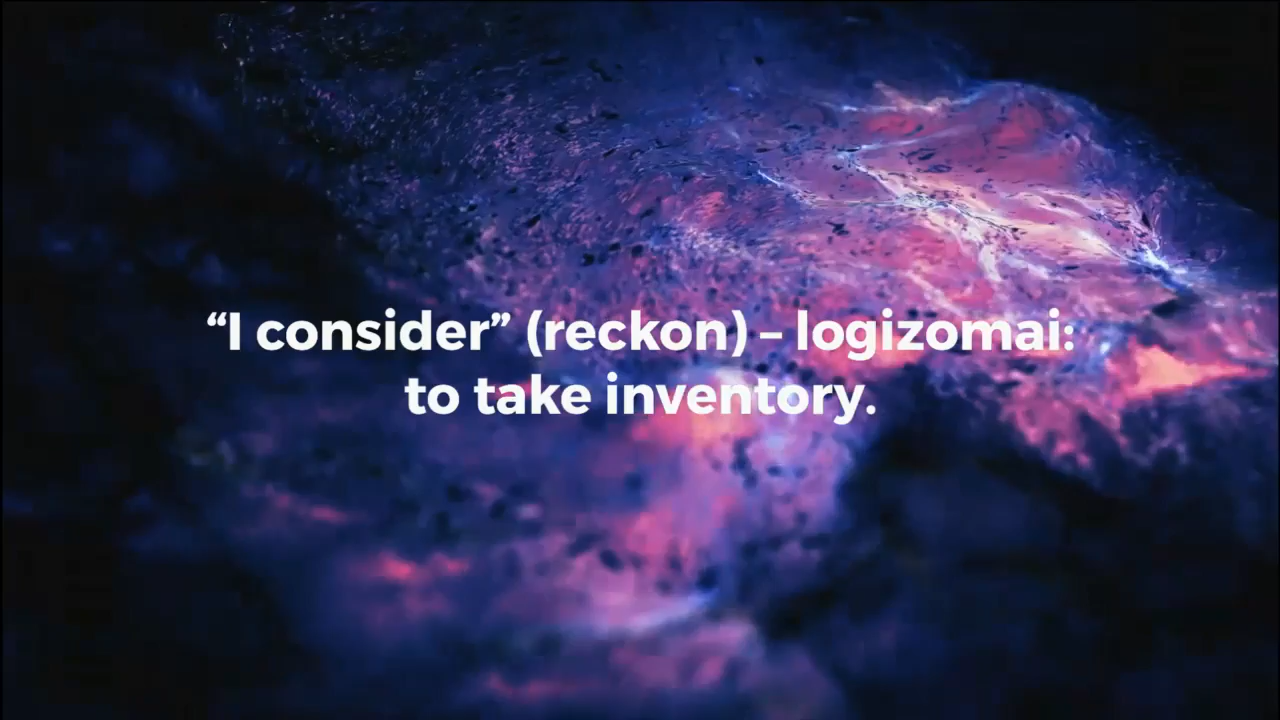 “I consider” (reckon) – logizomai:
to take inventory.